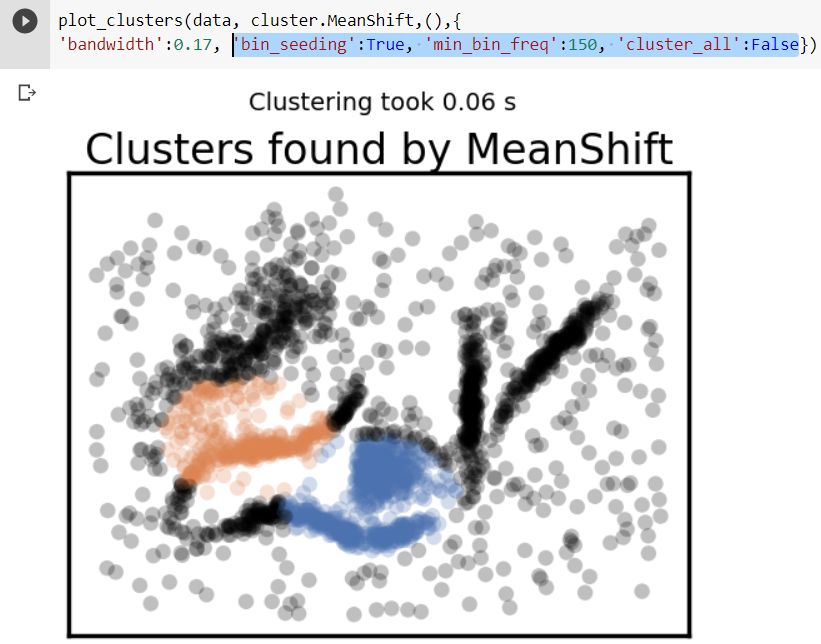 plot_clusters(data, cluster.MeanShift,(),{
'bandwidth':0.17, 'bin_seeding':True, 'min_bin_freq':150, 'cluster_all':False})
Clustering took 0.06 s
Clusters found by MeanShift